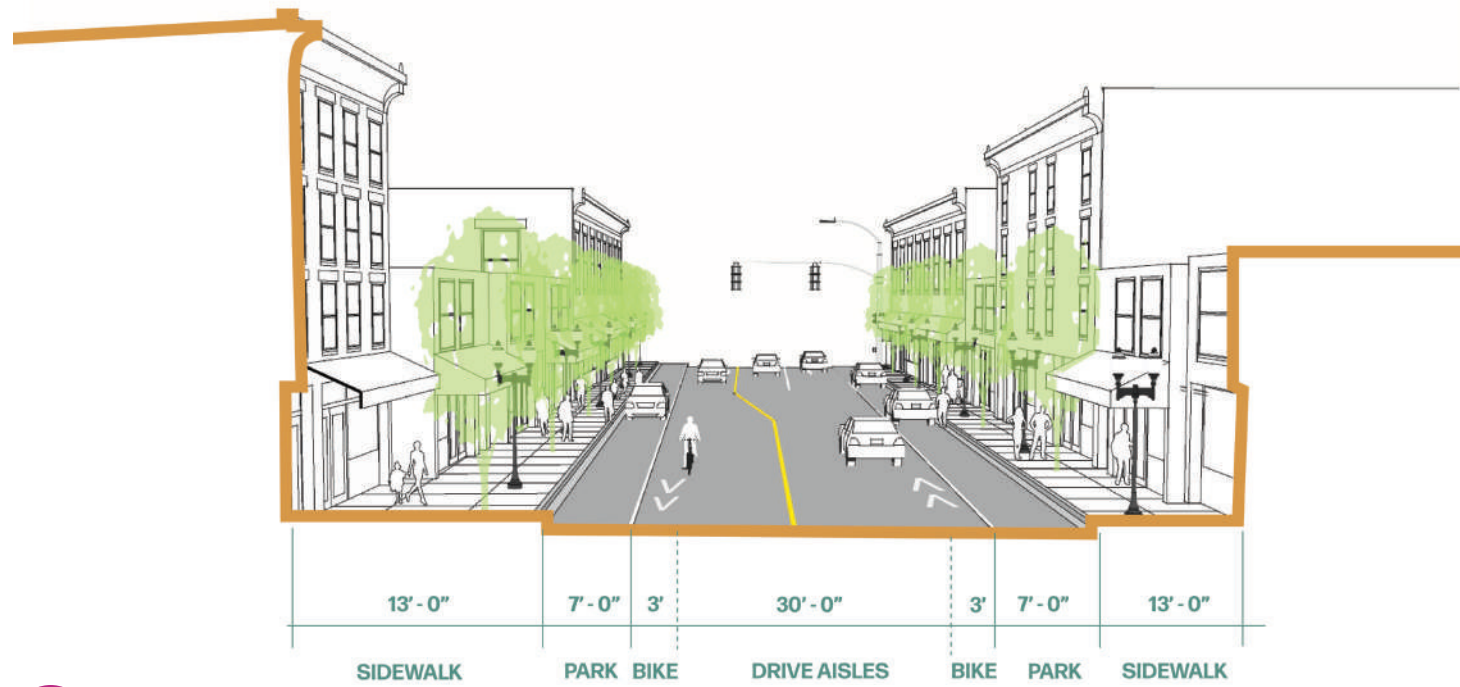 13' - 0” 7' - 0” 3' 30' - 0” 3' 7' - 0” 13' - 0”
SIDEWALK PARK BIKE DRIVE AISLES BIKE PARK SIDEWALK